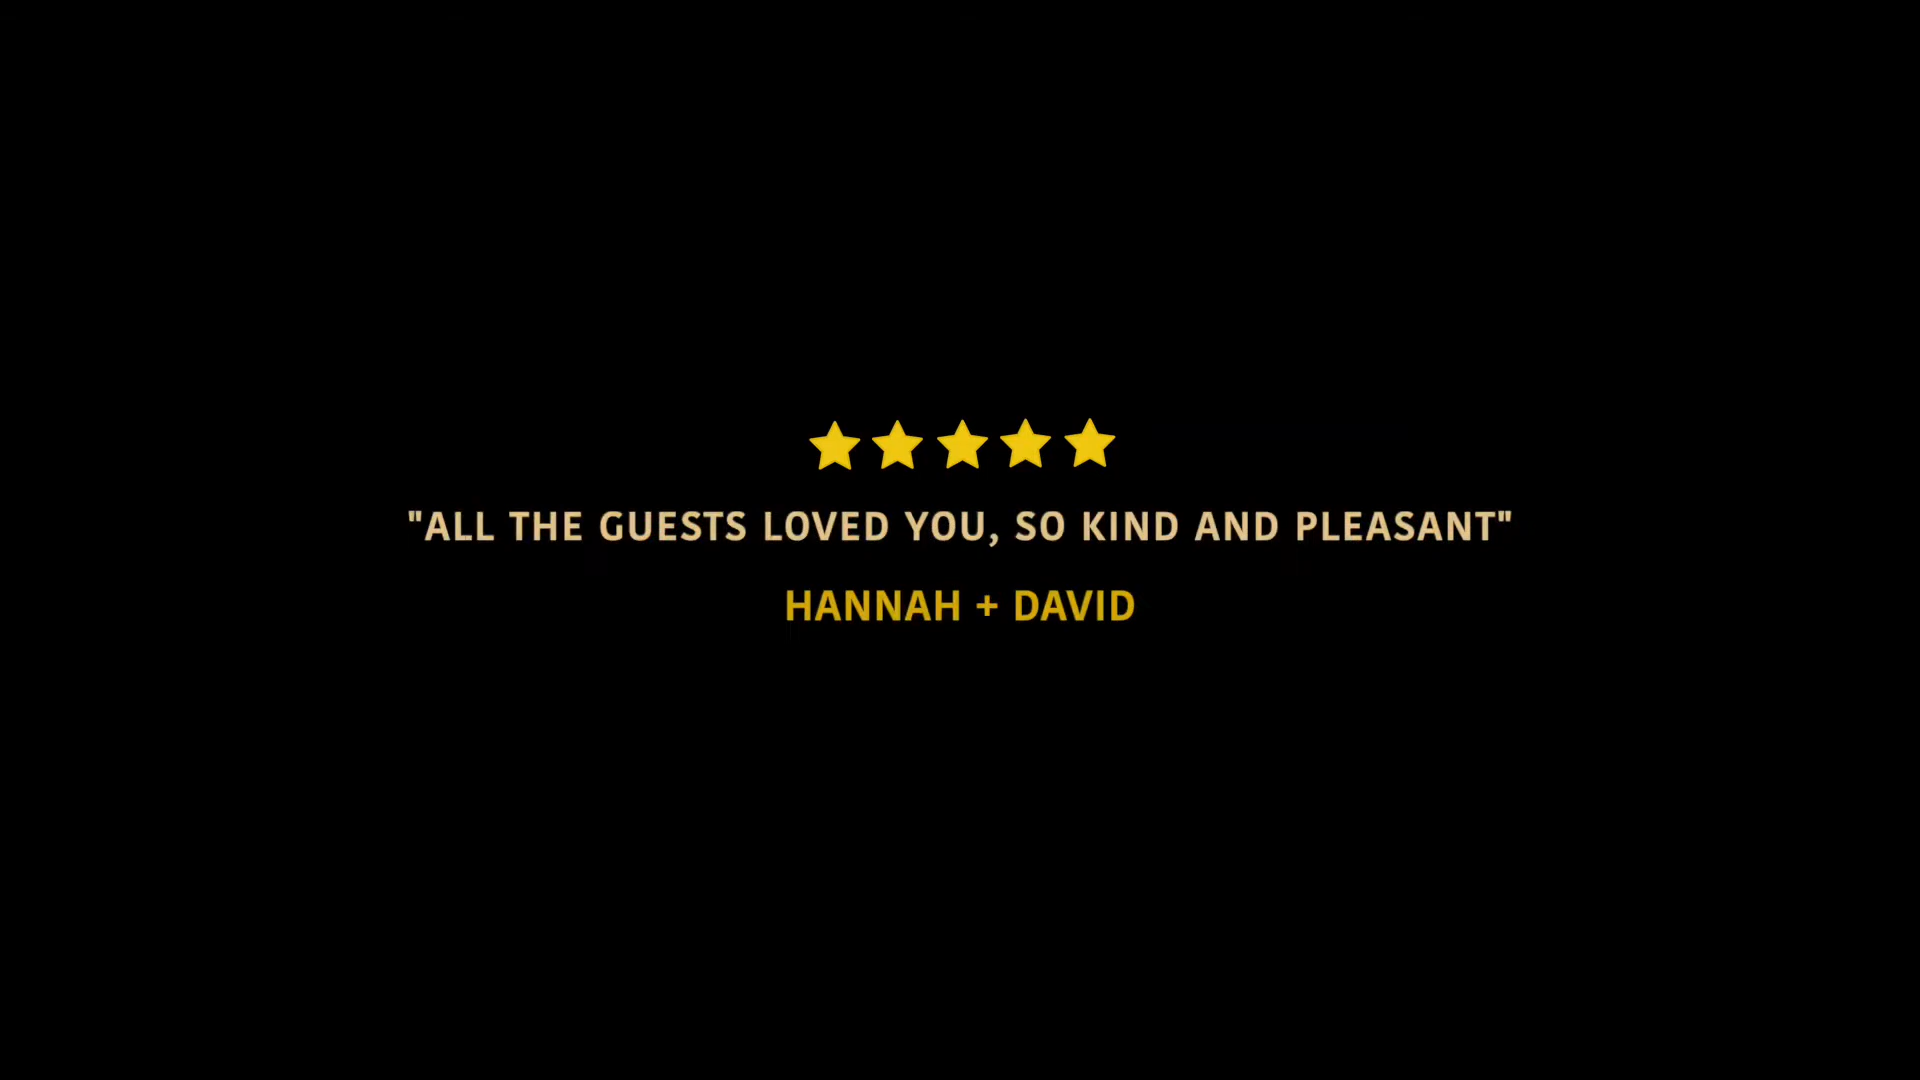 "ALL THE GUESTS LOVED YOU, SO KIND AND PLEASANT"
HANNAH + DAVID